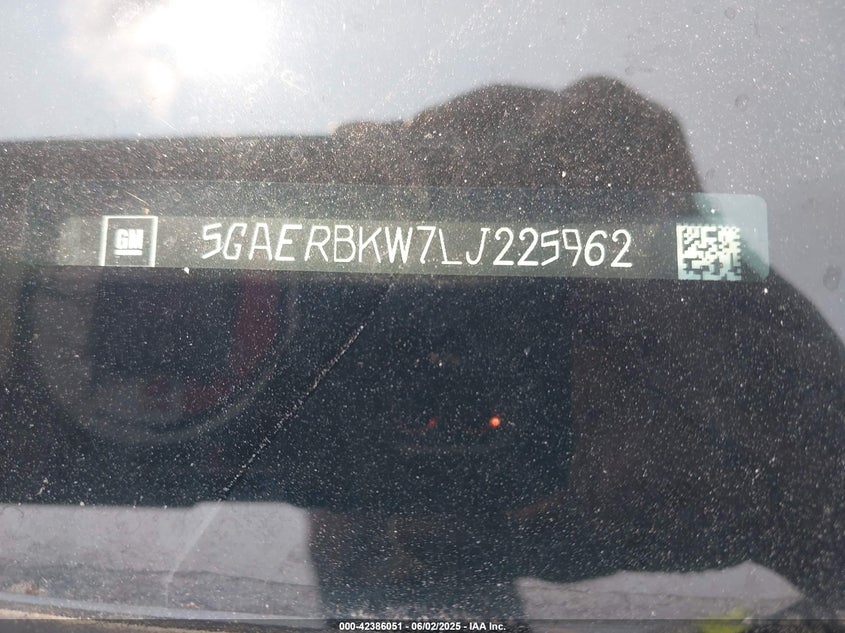 GM 5GAERBKW7LJ225962
000-42386051 - 06/02/2025 - IAA Inc.